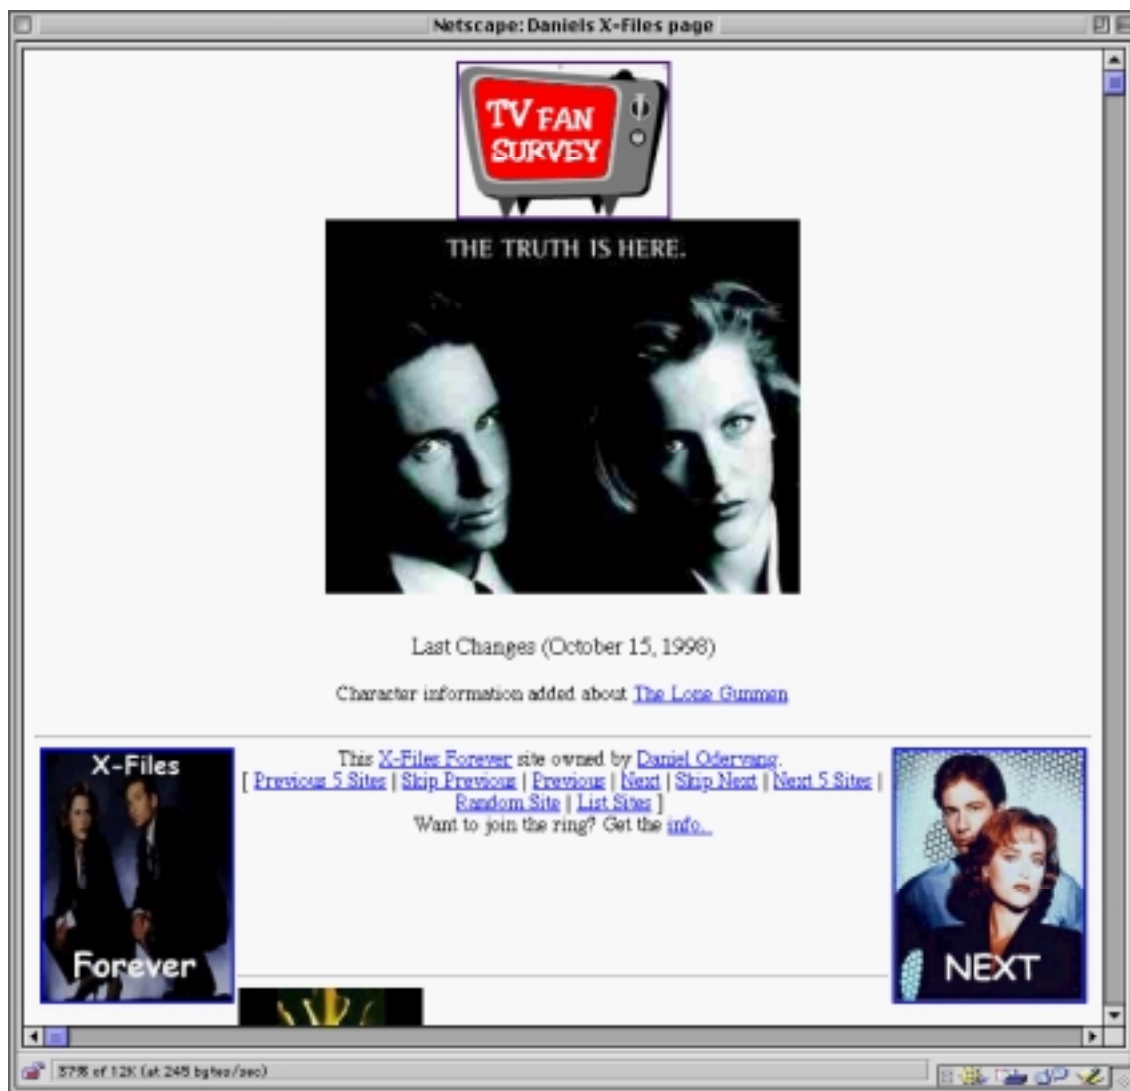 Netscape: Daniels X-Files page
TV FAN
SURVEY
THE TRUTH IS HERE.
Last Changes (October 15, 1998)
Character information added about The Lone Gunmen
X-Files
Forever
This X-Files Forever site owned by Daniel Odervang.
[ Previous 5 Sites | Skip Previous | Previous | Next | Skip Next | Next 5 Sites |
Random Site | List Sites ]
Want to join the ring? Get the info.
NEXT
37% of 12K (at 245 bytes/sec)